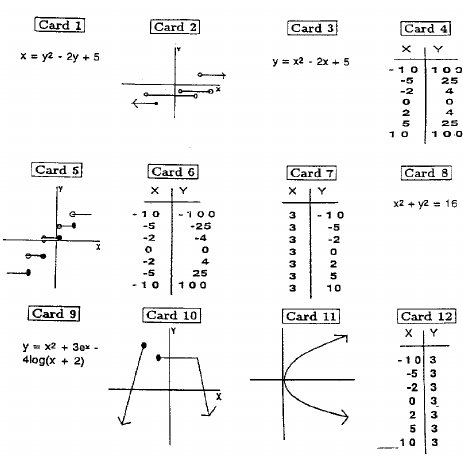 Card 1
Card 2
Card 3
Card 4
x = y2 - 2y + 5
Y
X
y = x2 - 2x + 5
X Y
-10 100
-5 25
-2 4
0 0
2 4
5 25
10 100
Card 5
Card 6
Card 7
Card 8
Y
X
X Y
-10 -100
-5 -25
-2 -4
0 0
-2 4
-5 25
-10 100
X Y
3 -10
3 -5
3 -2
3 0
3 2
3 5
3 10
x2 + y2 = 16
Card 9
Card 10
Card 11
Card 12
y = x2 + 3ex -
4log(x + 2)
Y
X
X Y
-10 3
-5 3
-2 3
0 3
2 3
5 3
10 3